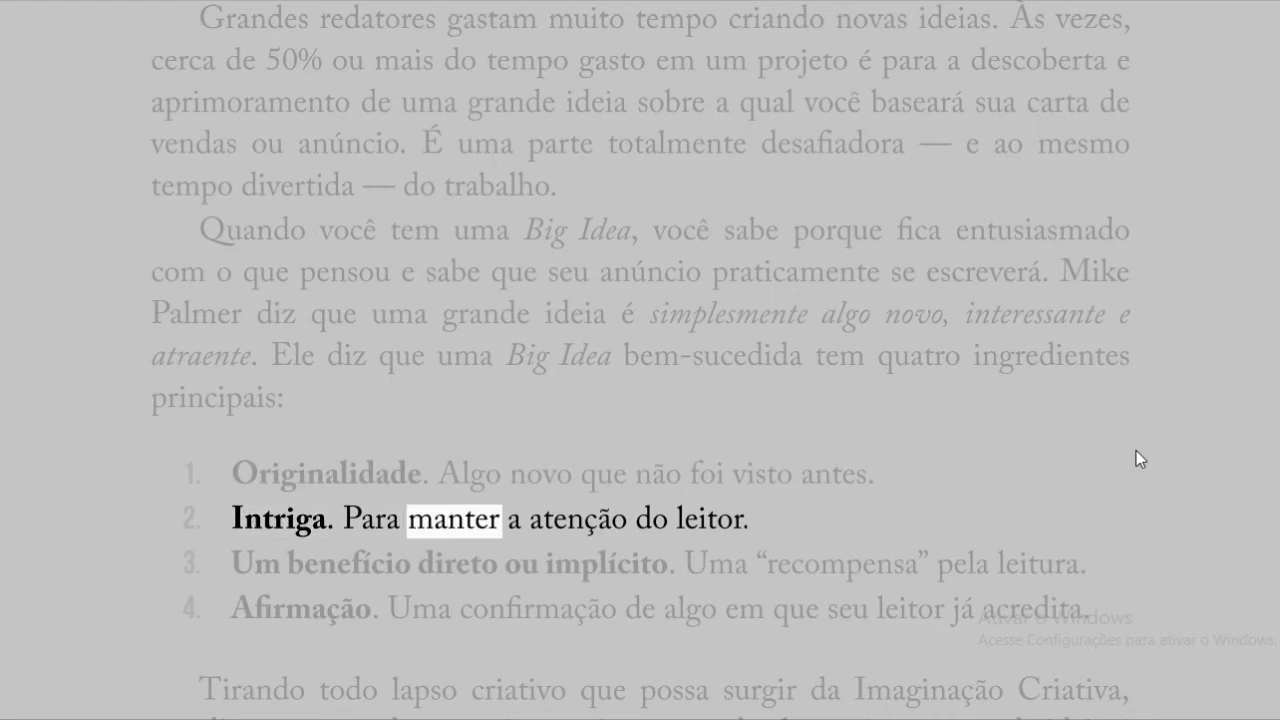 Grandes redatores gastam muito tempo criando novas ideias. Às vezes,
cerca de 50% ou mais do tempo gasto em um projeto é para a descoberta e
aprimoramento de uma grande ideia sobre a qual você baseará sua carta de
vendas ou anúncio. É uma parte totalmente desafiadora — e ao mesmo
tempo divertida — do trabalho.
Quando você tem uma Big Idea, você sabe porque fica entusiasmado
com o que pensou e sabe que seu anúncio praticamente se escreverá. Mike
Palmer diz que uma grande ideia é simplesmente algo novo, interessante e
atraente. Ele diz que uma Big Idea bem-sucedida tem quatro ingredientes
principais:
1. Originalidade. Algo novo que não foi visto antes.
2. Intriga. Para manter a atenção do leitor.
3. Um benefício direto ou implícito. Uma “recompensa” pela leitura.
4. Afirmação. Uma confirmação de algo em que seu leitor já acredita.
Ativar o Windows
Acesse Configurações para ativar o Windows.
Tirando todo lapso criativo que possa surgir da Imaginação Criativa,